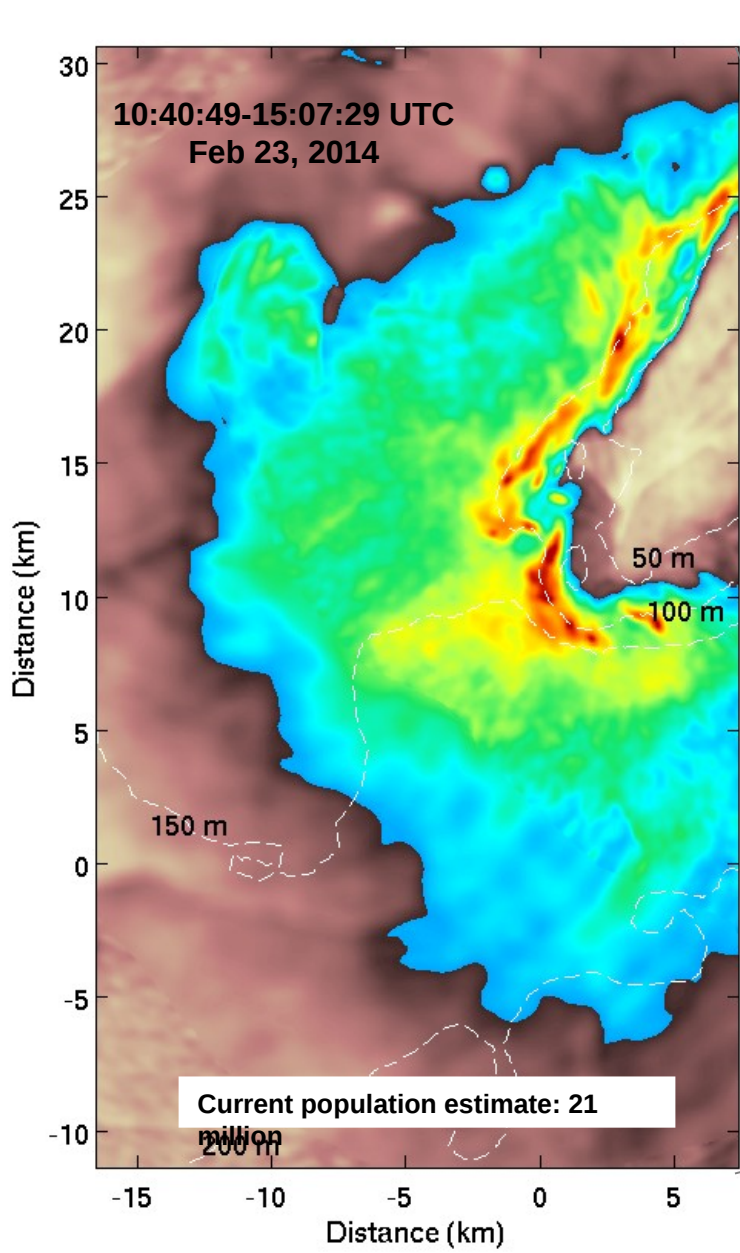 10:40:49-15:07:29 UTC
Feb 23, 2014
30
25
20
15
10
5
0
-5
-10
Distance (km)
50 m
100 m
150 m
Current population estimate: 21
million
200 m
-15
-10
-5
0
5
Distance (km)